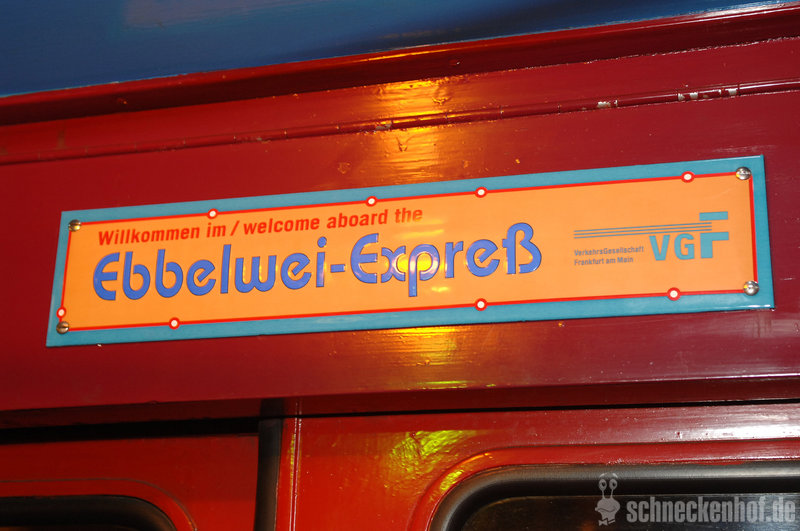 Willkommen im / welcome aboard the
Ebbelwei-Expreß
VerkehrsGesellschaft
Frankfurt am Main
VGF
schneckenhof.de